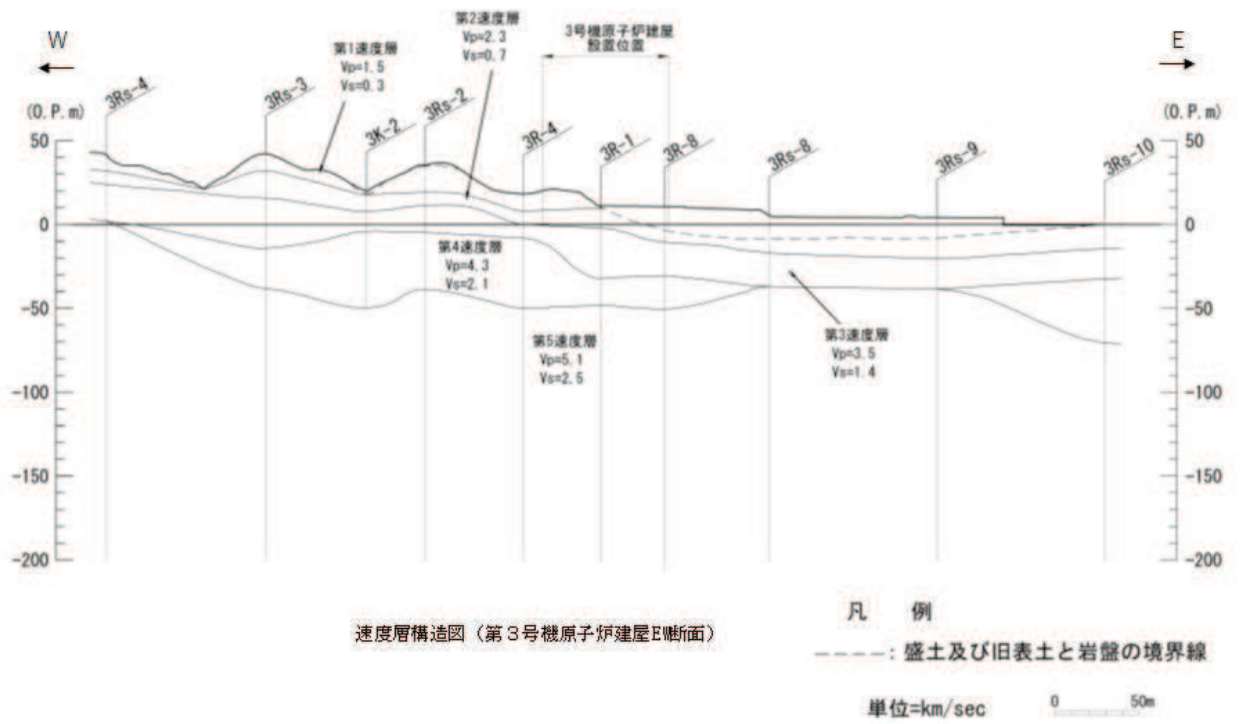 W
E
(O.P.m)
(O.P.m)
第1速度層
Vp=1.5
Vs=0.3
第2速度層
Vp=2.3
Vs=0.7
3号機原子炉建屋
設置位置
3Rs-4
3Rs-3
3K-2
3Rs-2
3R-4
3R-1
3R-8
3Rs-8
3Rs-9
3Rs-10
50
0
-50
-100
-150
-200
50
0
-50
-100
-150
-200
第4速度層
Vp=4.3
Vs=2.1
第5速度層
Vp=5.1
Vs=2.5
第3速度層
Vp=3.5
Vs=1.4
速度層構造図(第3号機原子炉建屋EW断面)
凡 例
: 盛土及び旧表土と岩盤の境界線
単位=km/sec
0 50m